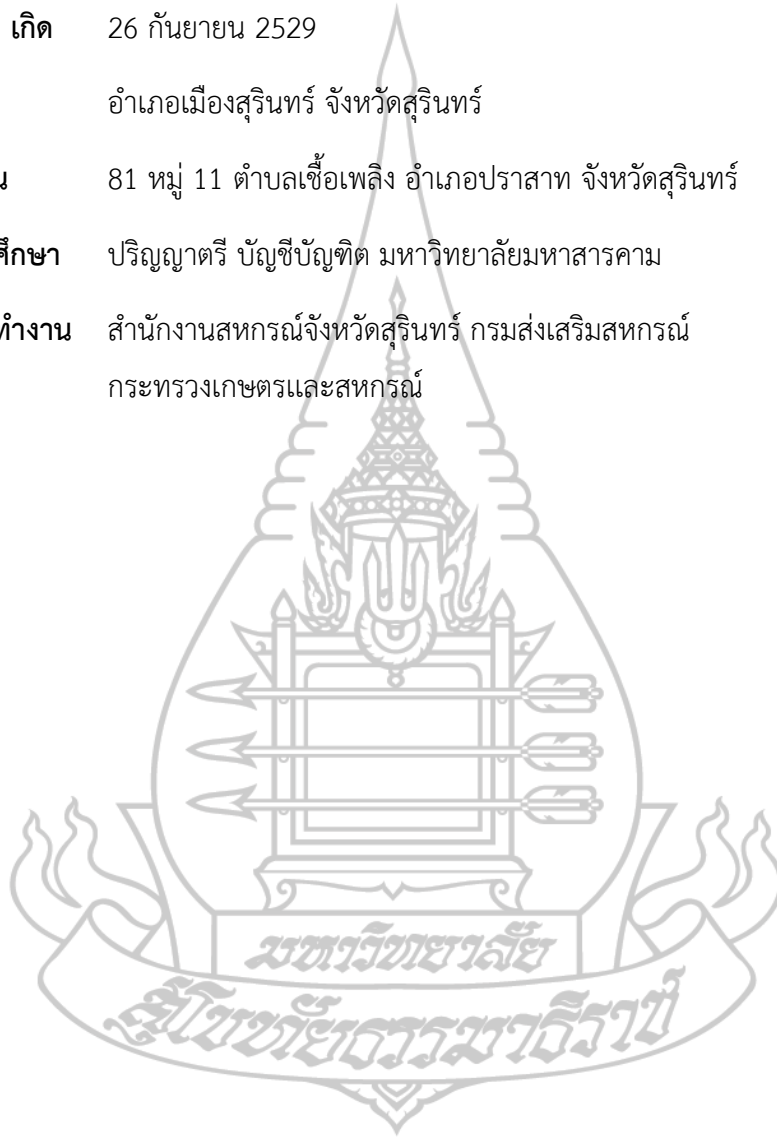 เกิด 26 กันยายน 2529
อำเภอเมืองสุรินทร์ จังหวัดสุรินทร์
น 81 หมู่ 11 ตำบลเชื้อเพลิง อำเภอปราสาท จังหวัดสุรินทร์
ศึกษา ปริญญาตรี บัญชีบัญฑิต มหาวิทยาลัยมหาสารคาม
ทำงาน สำนักงานสหกรณ์จังหวัดสุรินทร์ กรมส่งเสริมสหกรณ์
กระทรวงเกษตรและสหกรณ์
มหาวิทยาลัย
สุโขทัยธรรมาธิราช